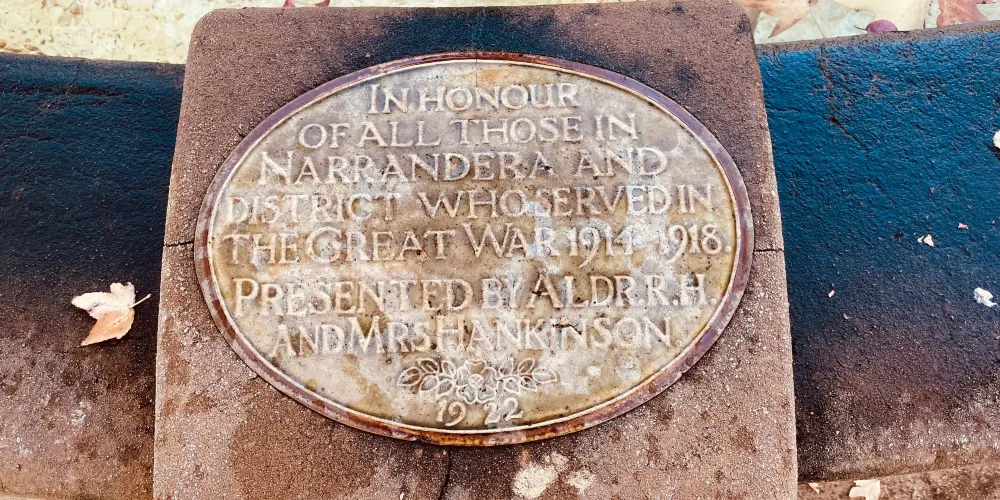 IN HONOUR
OF ALL THOSE IN
NARRANDERA AND
DISTRICT WHO SERVED IN
THE GREAT WAR 1914 1918.
PRESENTED BY ALDR. R.H.
AND MRS HANKINSON.
1922